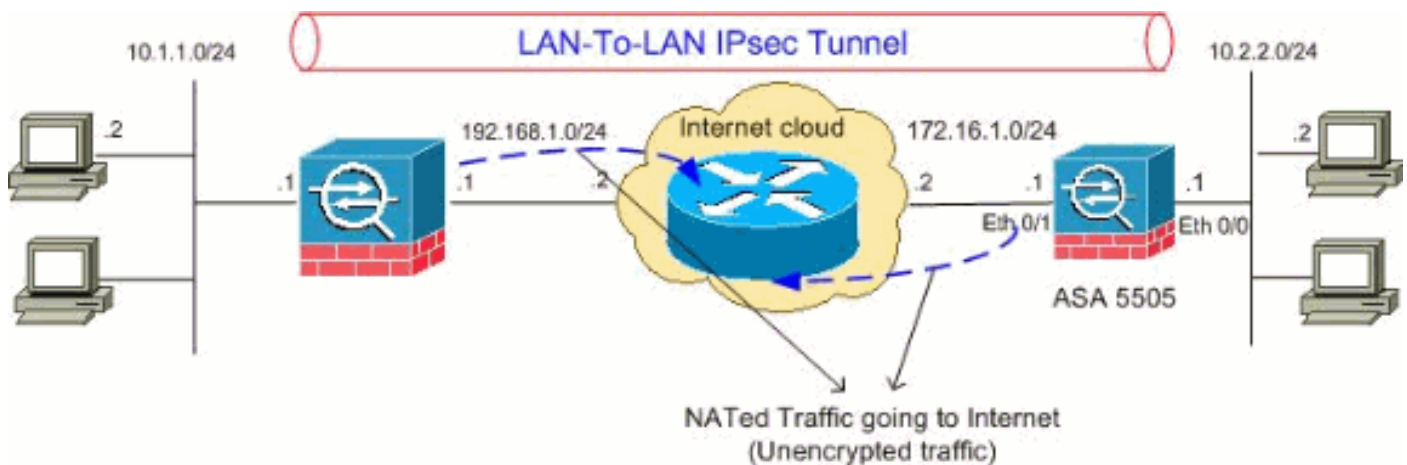 LAN-To-LAN IPsec Tunnel
10.1.1.0/24
10.2.2.0/24
192.168.1.0/24
Internet cloud
172.16.1.0/24
.2
.1
.1
.2
.2
.1
.1
.2
Eth 0/1
Eth 0/0
ASA 5505
NATed Traffic going to Internet
(Unencrypted traffic)